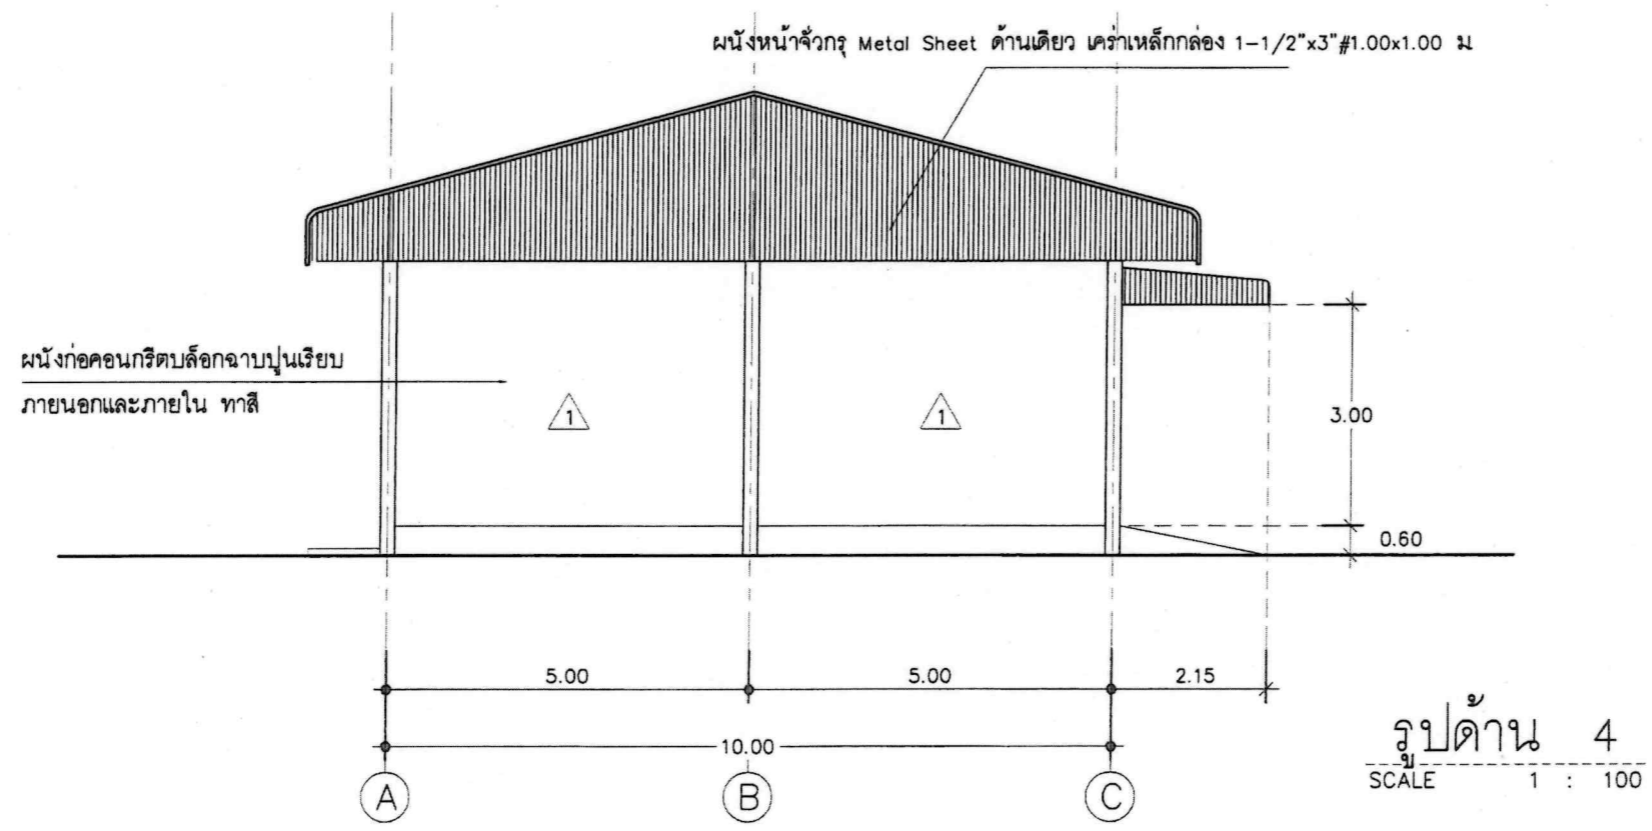 ผนังหน้าจั่วกรุ Metal Sheet ด้านเดียว เคร่าเหล็กกล่อง 1-1/2"x3"#1.00x1.00 ม
ผนังก่อคอนกรีตบล็อกฉาบปูนเรียบ
ภายนอกและภายใน ทาสี
1
1
3.00
0.60
5.00
5.00
2.15
10.00
A
B
C
รูปด้าน 4
SCALE 1 : 100